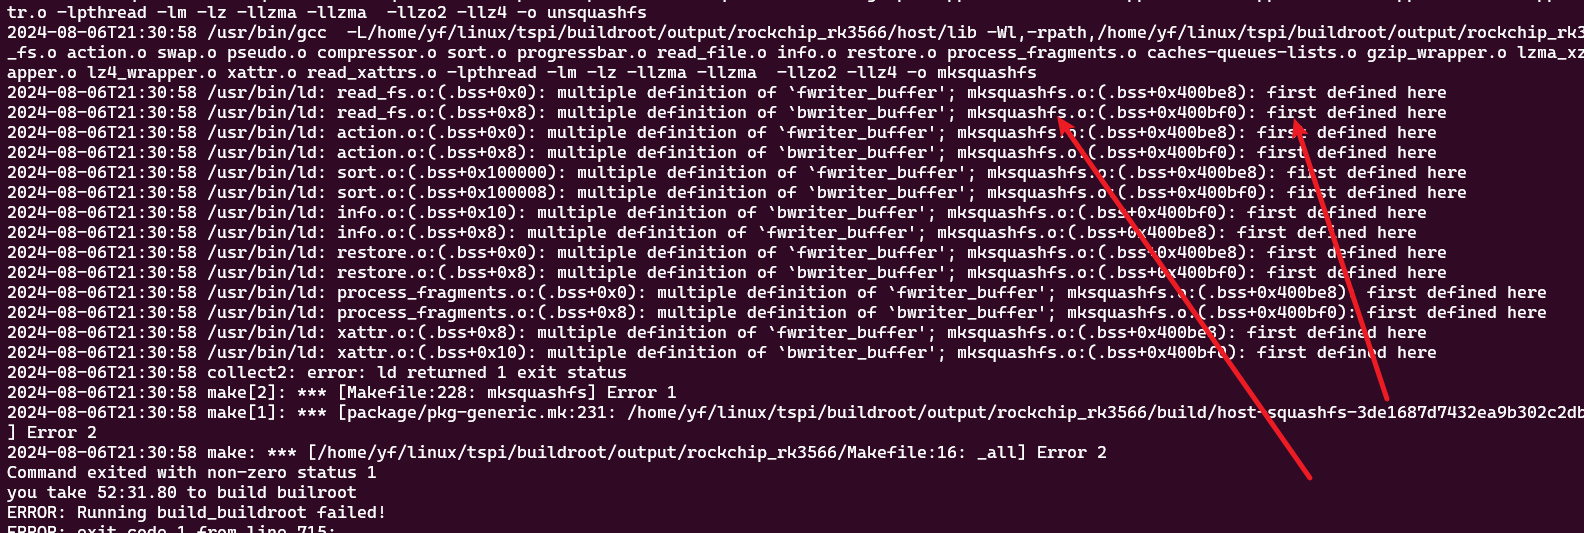 tr.o -lpthread -lm -lz -llzma -llzma  -llzo2 -llz4 -o unsquashfs
2024-08-06T21:30:58 /usr/bin/gcc  -L/home/yf/linux/tspi/buildroot/output/rockchip_rk3566/host/lib -Wl,-rpath,/home/yf/linux/tspi/buildroot/output/rockchip_rk3
_fs.o action.o swap.o pseudo.o compressor.o sort.o progressbar.o read_file.o info.o restore.o process_fragments.o caches-queues-lists.o gzip_wrapper.o lzma_xz
apper.o lz4_wrapper.o xattr.o read_xattrs.o -lpthread -lm -lz -llzma -llzma  -llzo2 -llz4 -o mksquashfs
2024-08-06T21:30:58 /usr/bin/ld: read_fs.o:(.bss+0x0): multiple definition of `fwriter_buffer'; mksquashfs.o:(.bss+0x400be8): first defined here
2024-08-06T21:30:58 /usr/bin/ld: read_fs.o:(.bss+0x8): multiple definition of `bwriter_buffer'; mksquashfs.o:(.bss+0x400bf0): first defined here
2024-08-06T21:30:58 /usr/bin/ld: action.o:(.bss+0x0): multiple definition of `fwriter_buffer'; mksquashfs.o:(.bss+0x400be8): first defined here
2024-08-06T21:30:58 /usr/bin/ld: action.o:(.bss+0x8): multiple definition of `bwriter_buffer'; mksquashfs.o:(.bss+0x400bf0): first defined here
2024-08-06T21:30:58 /usr/bin/ld: sort.o:(.bss+0x100000): multiple definition of `fwriter_buffer'; mksquashfs.o:(.bss+0x400be8): first defined here
2024-08-06T21:30:58 /usr/bin/ld: sort.o:(.bss+0x100008): multiple definition of `bwriter_buffer'; mksquashfs.o:(.bss+0x400bf0): first defined here
2024-08-06T21:30:58 /usr/bin/ld: info.o:(.bss+0x10): multiple definition of `bwriter_buffer'; mksquashfs.o:(.bss+0x400bf0): first defined here
2024-08-06T21:30:58 /usr/bin/ld: info.o:(.bss+0x8): multiple definition of `fwriter_buffer'; mksquashfs.o:(.bss+0x400be8): first defined here
2024-08-06T21:30:58 /usr/bin/ld: restore.o:(.bss+0x0): multiple definition of `fwriter_buffer'; mksquashfs.o:(.bss+0x400be8): first defined here
2024-08-06T21:30:58 /usr/bin/ld: restore.o:(.bss+0x8): multiple definition of `bwriter_buffer'; mksquashfs.o:(.bss+0x400bf0): first defined here
2024-08-06T21:30:58 /usr/bin/ld: process_fragments.o:(.bss+0x0): multiple definition of `fwriter_buffer'; mksquashfs.o:(.bss+0x400be8): first defined here
2024-08-06T21:30:58 /usr/bin/ld: process_fragments.o:(.bss+0x8): multiple definition of `bwriter_buffer'; mksquashfs.o:(.bss+0x400bf0): first defined here
2024-08-06T21:30:58 /usr/bin/ld: xattr.o:(.bss+0x8): multiple definition of `fwriter_buffer'; mksquashfs.o:(.bss+0x400be8): first defined here
2024-08-06T21:30:58 /usr/bin/ld: xattr.o:(.bss+0x10): multiple definition of `bwriter_buffer'; mksquashfs.o:(.bss+0x400bf0): first defined here
2024-08-06T21:30:58 collect2: error: ld returned 1 exit status
2024-08-06T21:30:58 make[2]: *** [Makefile:228: mksquashfs] Error 1
2024-08-06T21:30:58 make[1]: *** [package/pkg-generic.mk:231: /home/yf/linux/tspi/buildroot/output/rockchip_rk3566/build/host-squashfs-3de1687d7432ea9b302c2db
] Error 2
2024-08-06T21:30:58 make: *** [/home/yf/linux/tspi/buildroot/output/rockchip_rk3566/Makefile:16: _all] Error 2
Command exited with non-zero status 1
you take 52:31.80 to build builroot
ERROR: Running build_buildroot failed!
ERROR: exit code 1 from line 715: